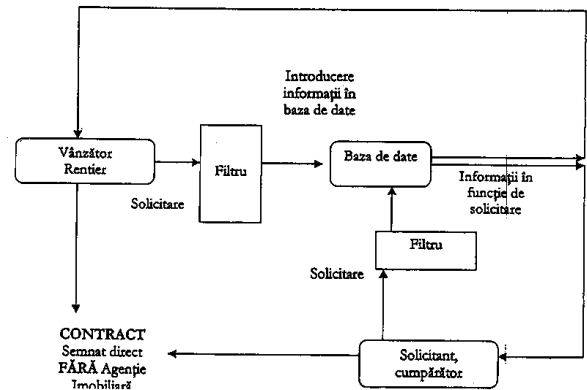 Introducere
informații în
baza de date
Vânzător
Rentier
Filtru
Baza de date
Solicitare
Informații în
funcție de
solicitare
Filtru
Solicitare
CONTRACT
Semnat direct
FĂRĂ Agenție
Imobiliară
Solicitant,
cumpărător